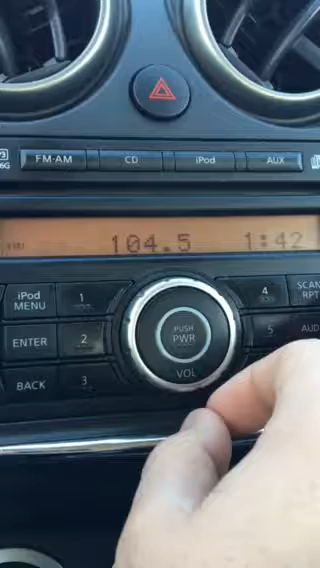 FM·AM CD iPod AUX
104.5 1:42
iPod MENU 1 4 SCAN RPT
ENTER 2 PUSH PWR VOL 5 AUD
BACK 3